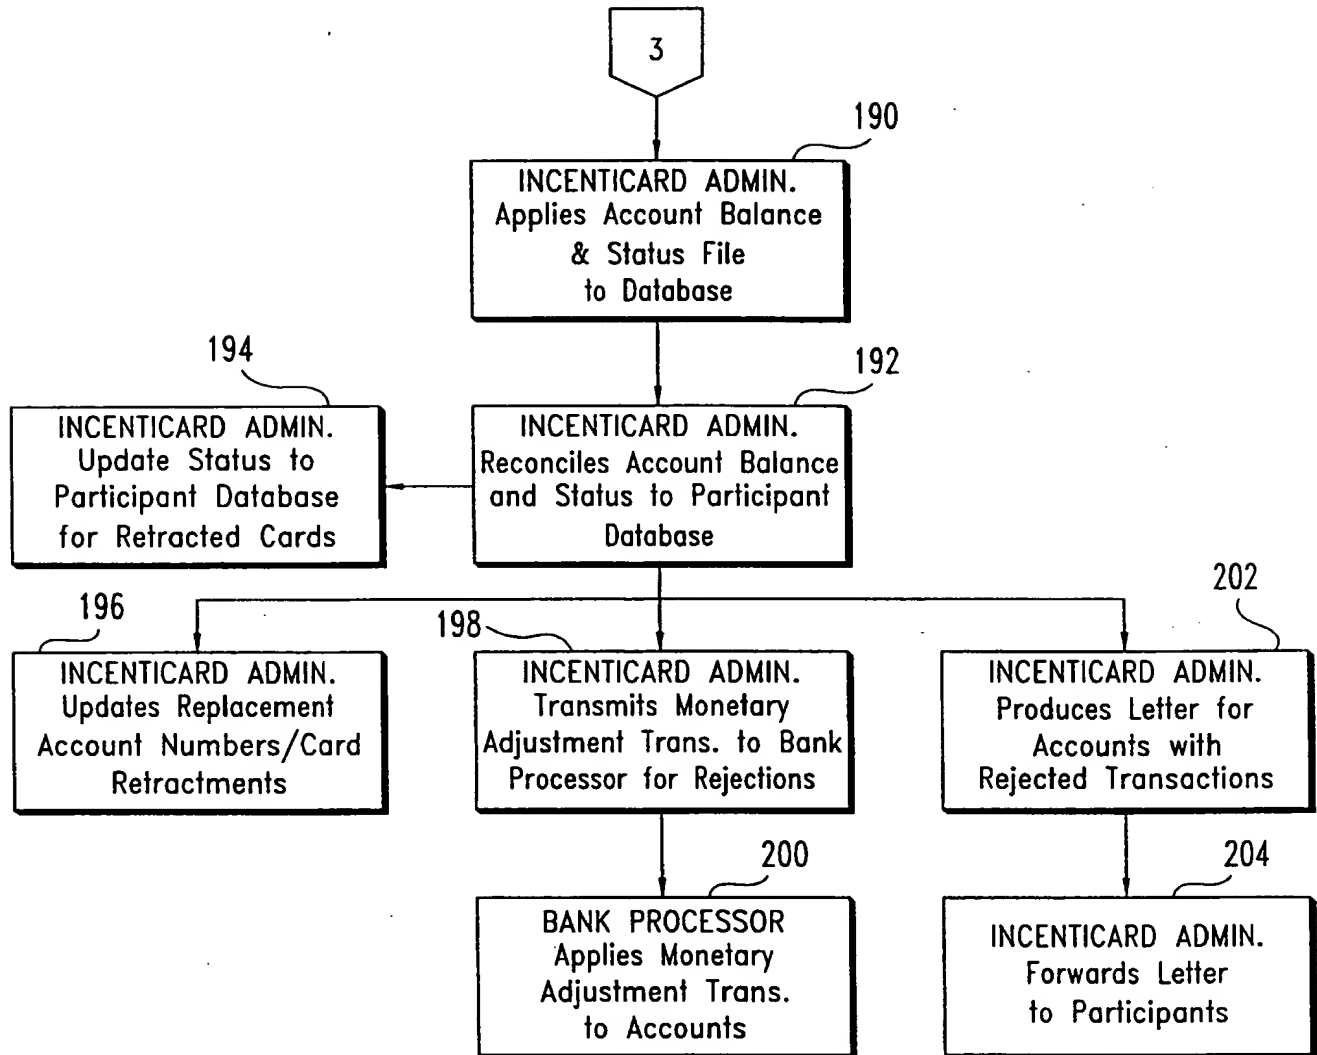 3
190
INCENTICARD ADMIN.
Applies Account Balance
& Status File
to Database
194
INCENTICARD ADMIN.
Update Status to
Participant Database
for Retracted Cards
192
INCENTICARD ADMIN.
Reconciles Account Balance
and Status to Participant
Database
196
INCENTICARD ADMIN.
Updates Replacement
Account Numbers/Card
Retractments
198
INCENTICARD ADMIN.
Transmits Monetary
Adjustment Trans. to Bank
Processor for Rejections
202
INCENTICARD ADMIN.
Produces Letter for
Accounts with
Rejected Transactions
200
BANK PROCESSOR
Applies Monetary
Adjustment Trans.
to Accounts
204
INCENTICARD ADMIN.
Forwards Letter
to Participants